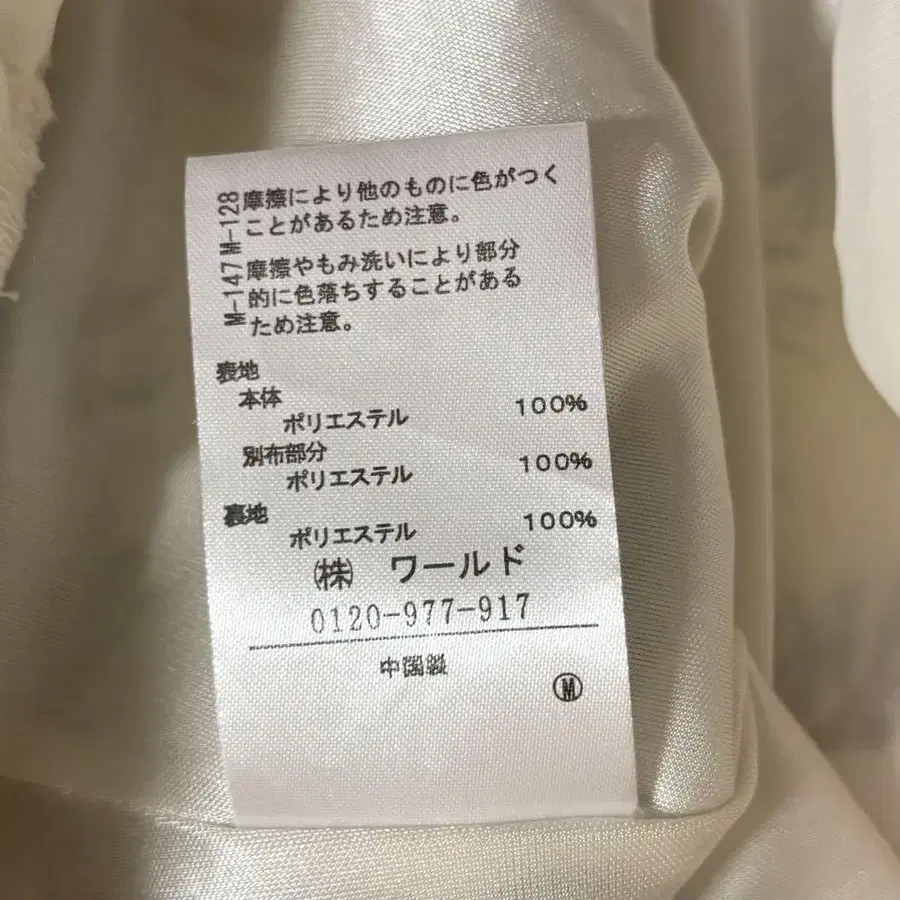 M-147 M-128
摩擦により他のものに色がつく
ことがあるため注意。
摩擦やもみ洗いにより部分
的に色落ちすることがある
ため注意。
表地
本体
ポリエステル 100%
別布部分
ポリエステル 100%
裏地
ポリエステル 100%
㈱ ワールド
0120-977-917
中国製
Ⓜ